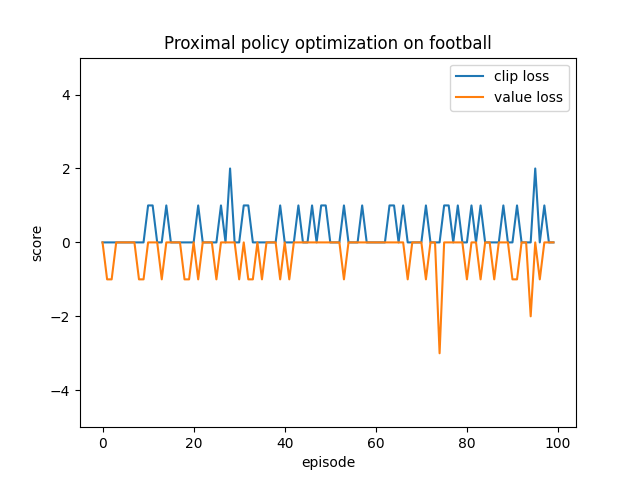 Proximal policy optimization on football
clip loss
value loss
score
4
2
0
−2
−4
0 20 40 60 80 100
episode